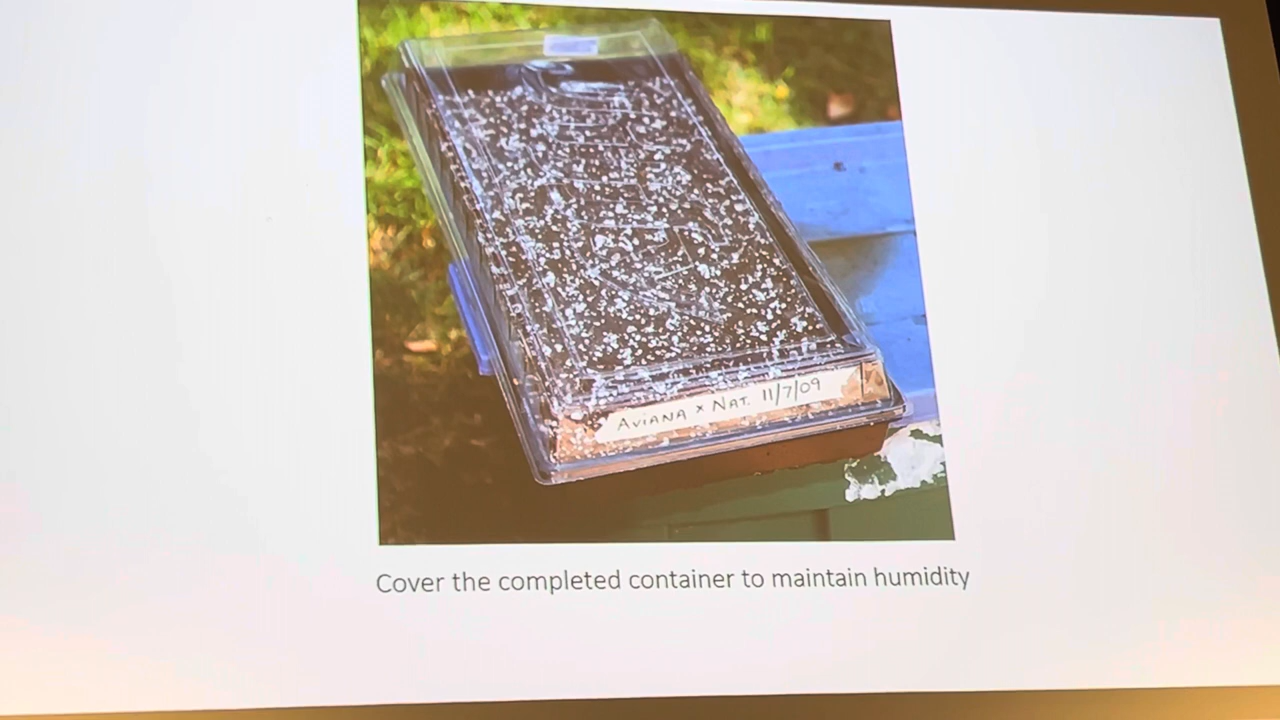 AVIANA x NAT. 11/7/09
Cover the completed container to maintain humidity